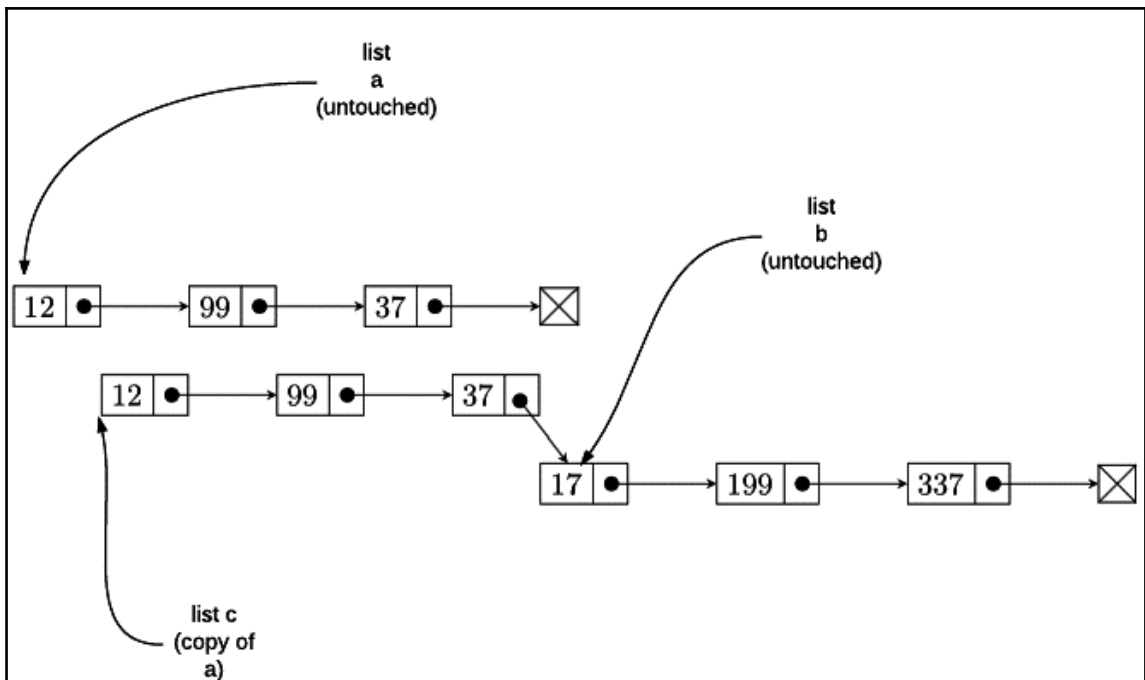 list
a
(untouched)
list
b
(untouched)
12 99 37
12 99 37
17 199 337
list c
(copy of
a)